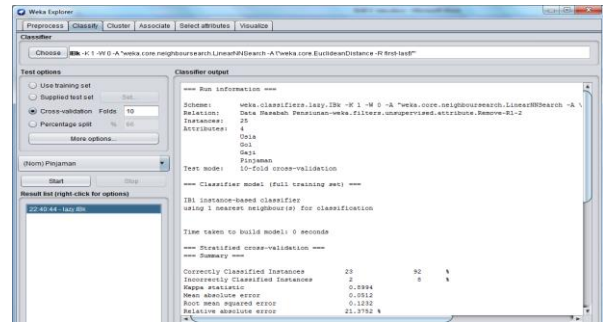 Weka Explorer
Preprocess Classify Cluster Associate Select attributes Visualize
Classifier
Choose IBk -K 1 -W 0 -A "weka.core.neighboursearch.LinearNNSearch -A \"weka.core.EuclideanDistance -R first-last\""
Test options
Use training set
Supplied test set Set...
Cross-validation Folds 10
Percentage split % 66
More options...
(Nom) Pinjaman
Start Stop
Result list (right-click for options)
22:40:44 - lazy.IBk
Classifier output
=== Run information ===
Scheme: weka.classifiers.lazy.IBk -K 1 -W 0 -A "weka.core.neighboursearch.LinearNNSearch -A \
Relation: Data Nasabah Pensiunan-weka.filters.unsupervised.attribute.Remove-R1-2
Instances: 25
Attributes: 4
Usia
Gol
Gaji
Pinjaman
Test mode: 10-fold cross-validation
=== Classifier model (full training set) ===
IB1 instance-based classifier
using 1 nearest neighbour(s) for classification
Time taken to build model: 0 seconds
=== Stratified cross-validation ===
=== Summary ===
Correctly Classified Instances 23 92 %
Incorrectly Classified Instances 2 8 %
Kappa statistic 0.8994
Mean absolute error 0.0912
Root mean squared error 0.1232
Relative absolute error 21.3752 %